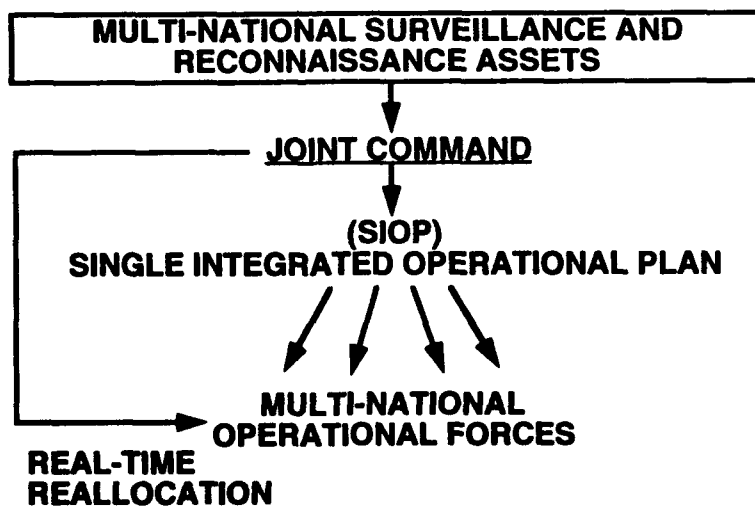 MULTI-NATIONAL SURVEILLANCE AND
RECONNAISSANCE ASSETS
JOINT COMMAND
(SIOP)
SINGLE INTEGRATED OPERATIONAL PLAN
MULTI-NATIONAL
OPERATIONAL FORCES
REAL-TIME
REALLOCATION